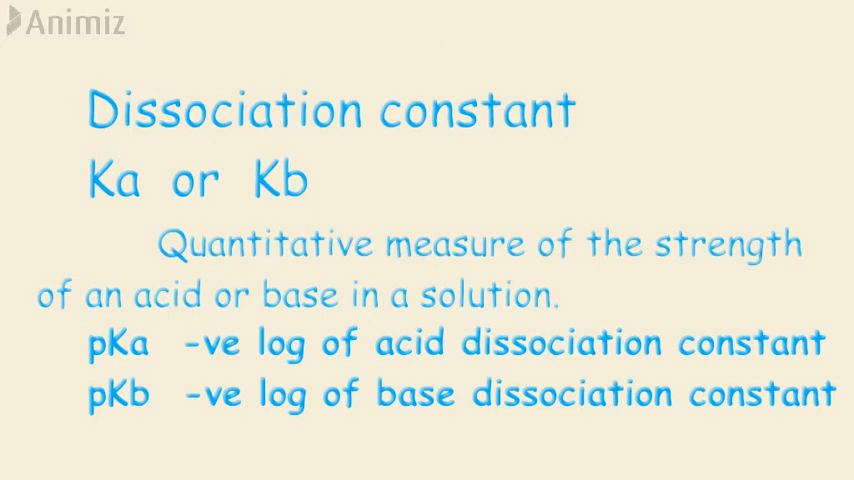 Animiz
Dissociation constant
Ka or Kb
Quantitative measure of the strength
of an acid or base in a solution.
pKa -ve log of acid dissociation constant
pKb -ve log of base dissociation constant